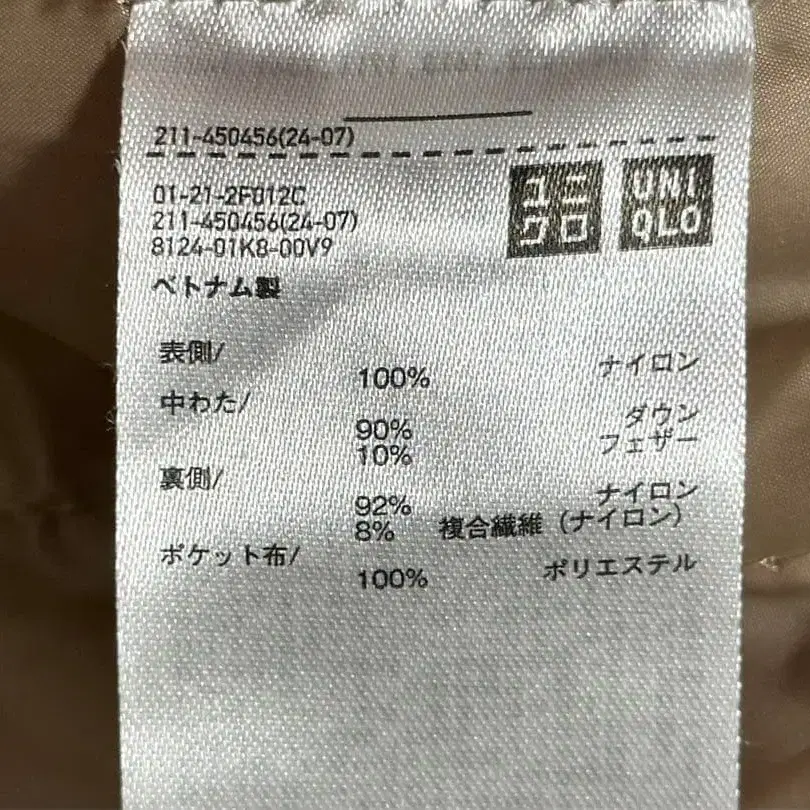 211-450456(24-07)
01-21-2F012C
211-450456(24-07)
8124-01K8-00V9
ユニクロ
UNIQLO
ベトナム製
表側/
100% ナイロン
中わた/
90% ダウン
10% フェザー
裏側/
92% ナイロン
8% 複合繊維（ナイロン）
ポケット布/
100% ポリエステル